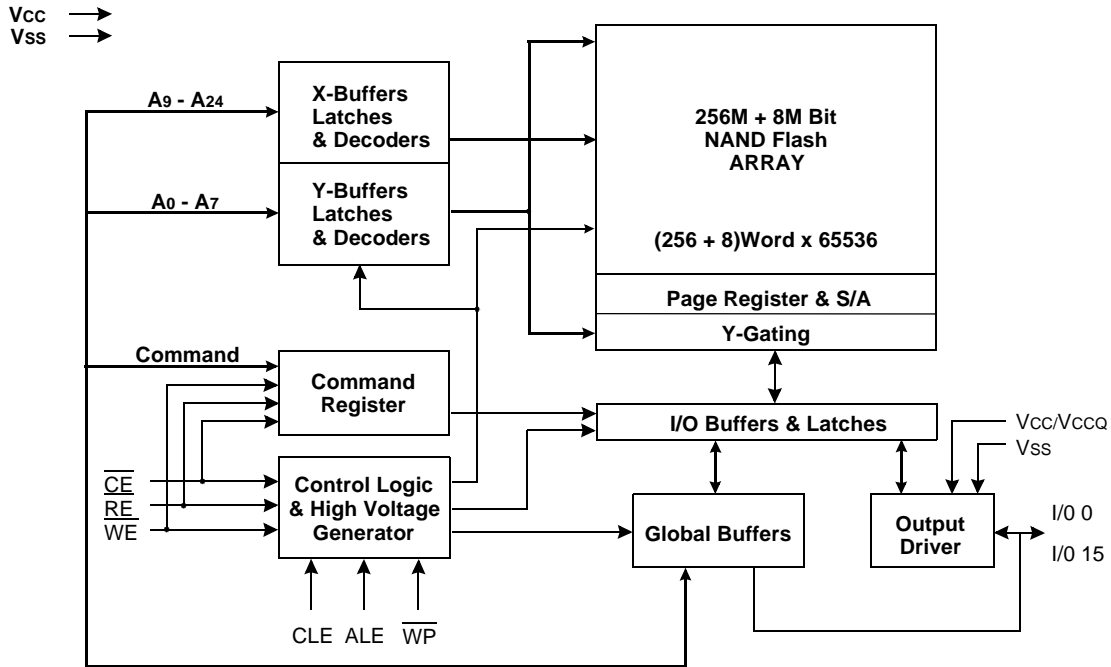 VCC
VSS
A9 - A24
X-Buffers
Latches
& Decoders
A0 - A7
Y-Buffers
Latches
& Decoders
256M + 8M Bit
NAND Flash
ARRAY
(256 + 8)Word x 65536
Page Register & S/A
Y-Gating
Command
Command
Register
I/O Buffers & Latches
VCC/VCCQ
VSS
CE
RE
WE
Control Logic
& High Voltage
Generator
Global Buffers
Output
Driver
I/0 0
I/0 15
CLE
ALE
WP